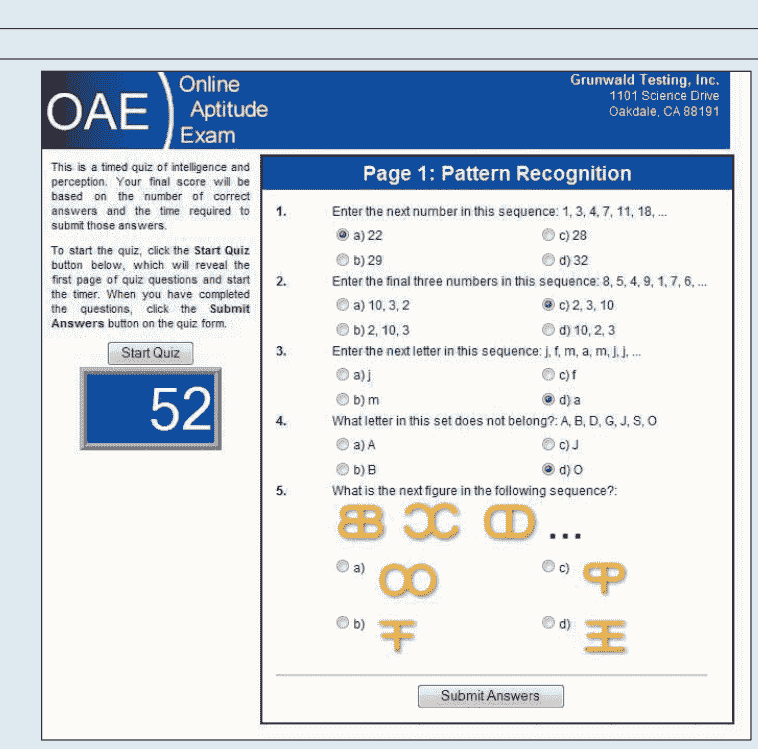 OAE
Online
Aptitude
Exam
Grunwald Testing, Inc.
1101 Science Drive
Oakdale, CA 88191
This is a timed quiz of intelligence and
perception. Your final score will be
based on the number of correct
answers and the time required to
submit those answers.
To start the quiz, click the Start Quiz
button below, which will reveal the
first page of quiz questions and start
the timer. When you have completed
the questions, click the Submit
Answers button on the quiz form.
Start Quiz
52
Page 1: Pattern Recognition
1. Enter the next number in this sequence: 1, 3, 4, 7, 11, 18, ...
a) 22 c) 28
b) 29 d) 32
2. Enter the final three numbers in this sequence: 8, 5, 4, 9, 1, 7, 6, ...
a) 10, 3, 2 c) 2, 3, 10
b) 2, 10, 3 d) 10, 2, 3
3. Enter the next letter in this sequence: j, f, m, a, m, j, j, ...
a) j c) f
b) m d) a
4. What letter in this set does not belong?: A, B, D, G, J, S, O
a) A c) J
b) B d) O
5. What is the next figure in the following sequence?:
...
a) c)
b) d)
Submit Answers